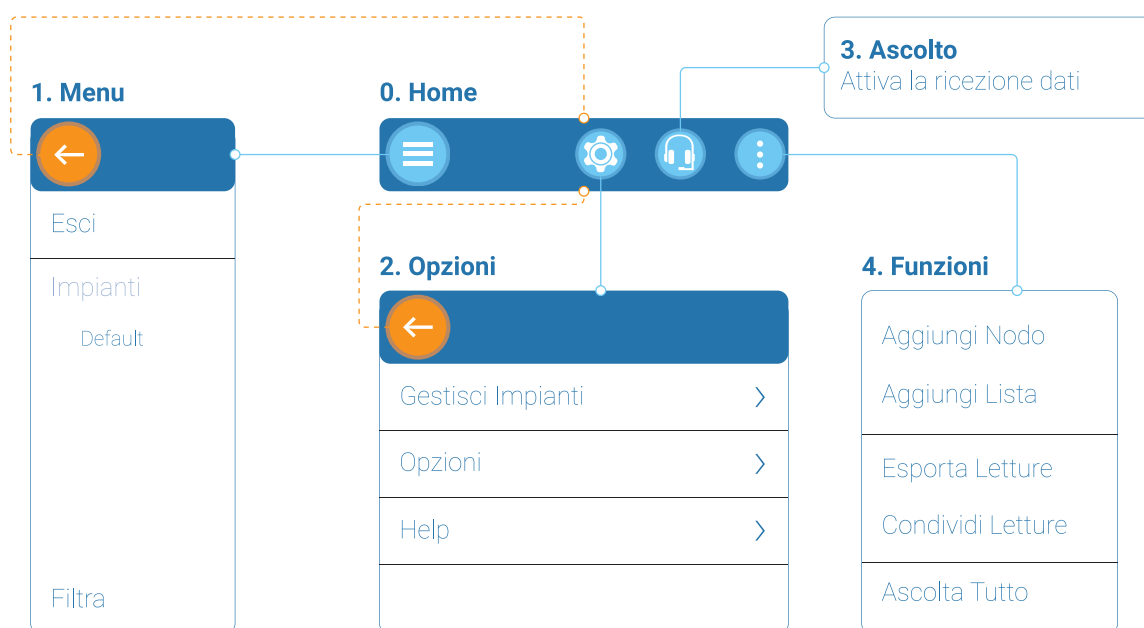 1. Menu
Esci
Impianti
Default
Filtra
0. Home
2. Opzioni
Gestisci Impianti
Opzioni
Help
3. Ascolto
Attiva la ricezione dati
4. Funzioni
Aggiungi Nodo
Aggiungi Lista
Esporta Letture
Condividi Letture
Ascolta Tutto